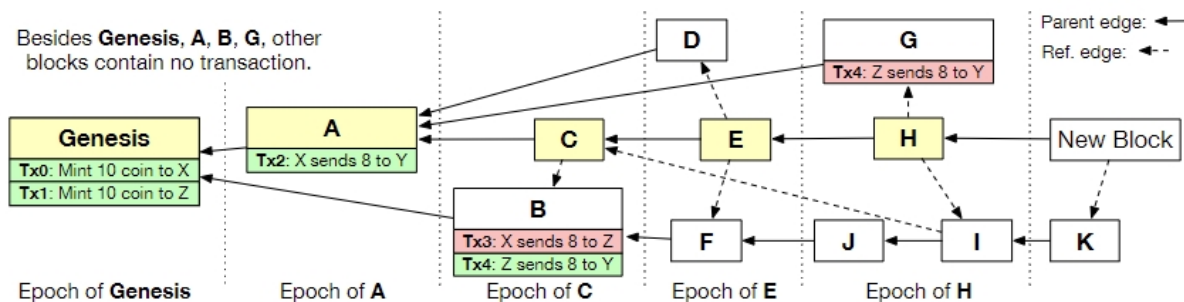 Besides Genesis, A, B, G, other
blocks contain no transaction.
Genesis
Tx0: Mint 10 coin to X
Tx1: Mint 10 coin to Z
A
Tx2: X sends 8 to Y
C
B
Tx3: X sends 8 to Z
Tx4: Z sends 8 to Y
D
E
F
G
Tx4: Z sends 8 to Y
H
J
I
New Block
K
Parent edge:
Ref. edge:
Epoch of Genesis
Epoch of A
Epoch of C
Epoch of E
Epoch of H